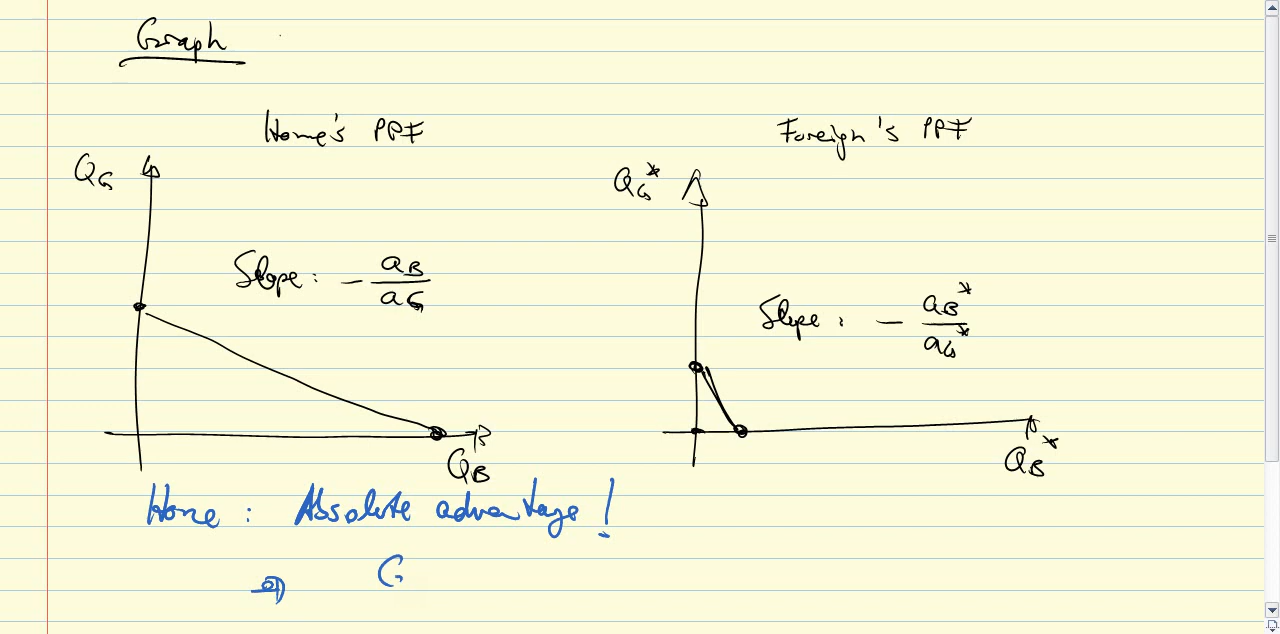 Graph
Home's PPF
Foreign's PPF
QG
QG*
Slope: - aB/aG
Slope: - aB*/aG*
QB
QB*
Home: Absolute advantage!
⇒ G